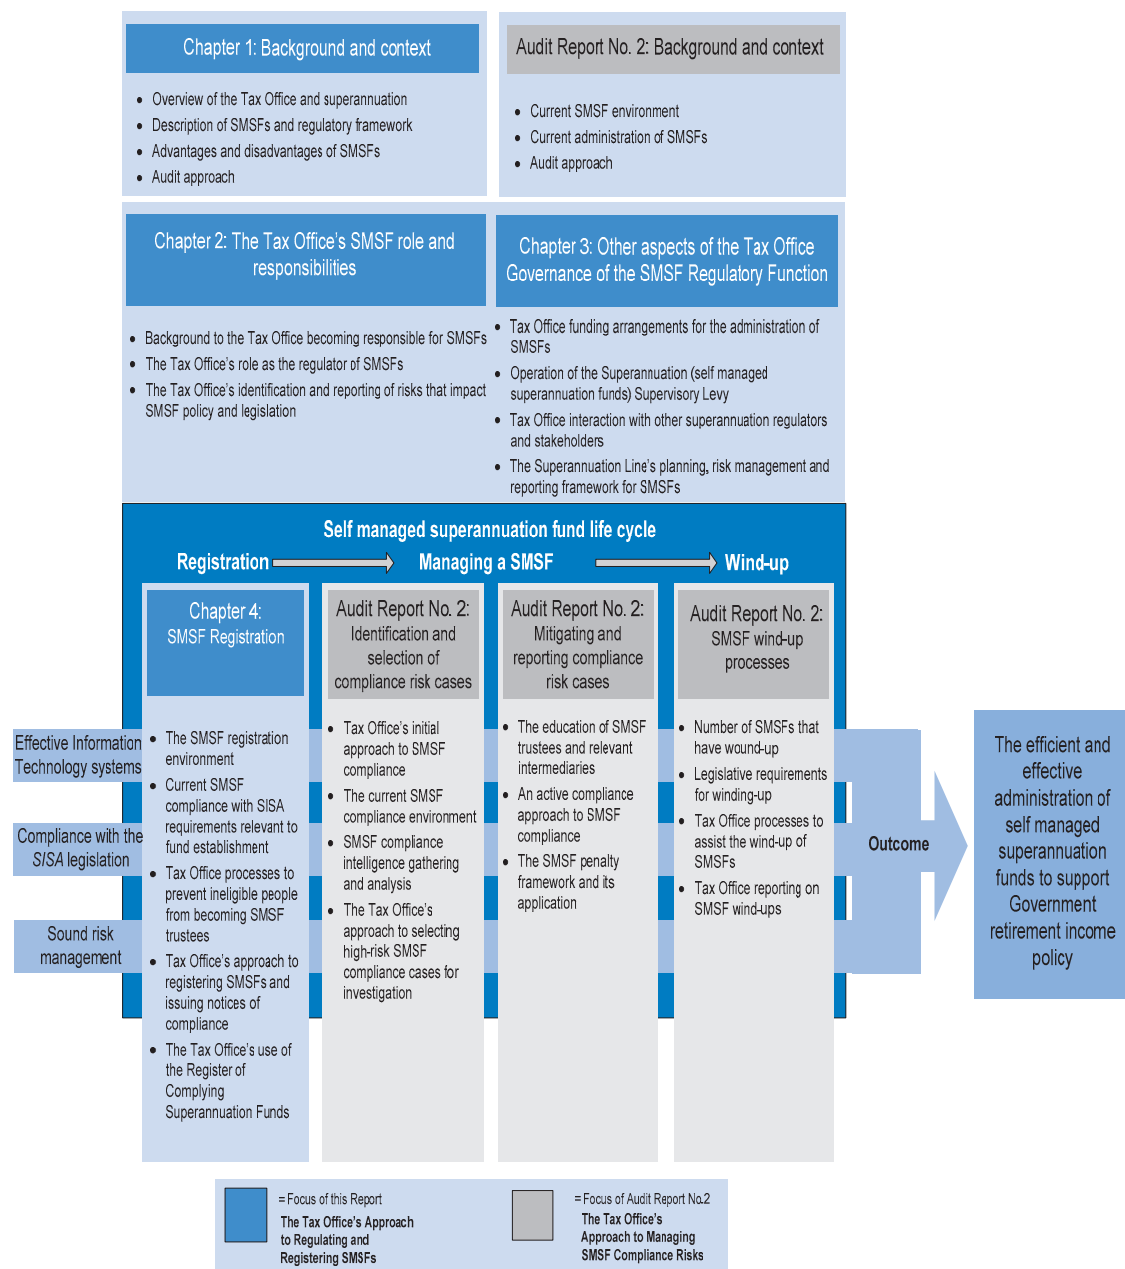 Chapter 1: Background and context
• Overview of the Tax Office and superannuation
• Description of SMSFs and regulatory framework
• Advantages and disadvantages of SMSFs
• Audit approach
Audit Report No. 2: Background and context
• Current SMSF environment
• Current administration of SMSFs
• Audit approach
Chapter 2: The Tax Office's SMSF role and
responsibilities
• Background to the Tax Office becoming responsible for SMSFs
• The Tax Office's role as the regulator of SMSFs
• The Tax Office's identification and reporting of risks that impact
SMSF policy and legislation
Chapter 3: Other aspects of the Tax Office
Governance of the SMSF Regulatory Function
• Tax Office funding arrangements for the administration of
SMSFs
• Operation of the Superannuation (self managed
superannuation funds) Supervisory Levy
• Tax Office interaction with other superannuation regulators
and stakeholders
• The Superannuation Line's planning, risk management and
reporting framework for SMSFs
Self managed superannuation fund life cycle
Registration
Managing a SMSF
Wind-up
Chapter 4:
SMSF Registration
• The SMSF registration
environment
• Current SMSF
compliance with SISA
requirements relevant to
fund establishment
• Tax Office processes to
prevent ineligible people
from becoming SMSF
trustees
• Tax Office's approach to
registering SMSFs and
issuing notices of
compliance
• The Tax Office's use of
the Register of
Complying
Superannuation Funds
Audit Report No. 2:
Identification and
selection of
compliance risk cases
• Tax Office's initial
approach to SMSF
compliance
• The current SMSF
compliance environment
• SMSF compliance
intelligence gathering
and analysis
• The Tax Office's
approach to selecting
high-risk SMSF
compliance cases for
investigation
Audit Report No. 2:
Mitigating and
reporting compliance
risk cases
• The education of SMSF
trustees and relevant
intermediaries
• An active compliance
approach to SMSF
compliance
• The SMSF penalty
framework and its
application
Audit Report No. 2:
SMSF wind-up
processes
• Number of SMSFs that
have wound-up
• Legislative requirements
for winding-up
• Tax Office processes to
assist the wind-up of
SMSFs
• Tax Office reporting on
SMSF wind-ups
Effective Information
Technology systems
Compliance with the
SISA legislation
Sound risk
management
Outcome
The efficient and
effective
administration of
self managed
superannuation
funds to support
Government
retirement income
policy
= Focus of this Report
The Tax Office's Approach
to Regulating and
Registering SMSFs
= Focus of Audit Report No.2
The Tax Office's
Approach to Managing
SMSF Compliance Risks